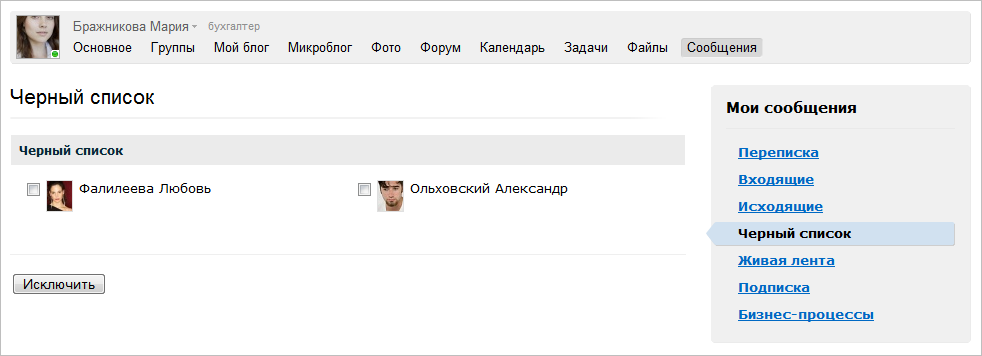 Бражникова Мария бухгалтер
Основное Группы Мой блог Микроблог Фото Форум Календарь Задачи Файлы Сообщения
Черный список
Черный список
Фалилеева Любовь Ольховский Александр
Исключить
Мои сообщения
Переписка
Входящие
Исходящие
Черный список
Живая лента
Подписка
Бизнес-процессы